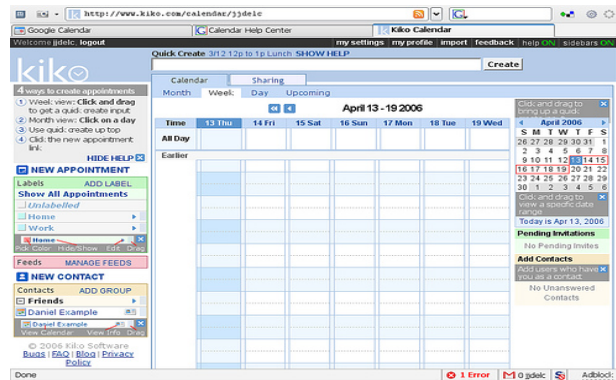 http://www.kiko.com/calendar/jjdeic
Google Calendar
Calendar Help Center
Kiko Calendar
Welcome jjdeic, logout
my settings | my profile | import | feedback | help ON | sidebars ON
kiko
Quick Create 3/12 12p to 1p Lunch SHOW HELP
Create
4 ways to create appointments
1 Week view: Click and drag
to get a quick create input
2 Month view: Click on a day
3 Use quick create up top
4 Click the new appointment
link.
HIDE HELP X
NEW APPOINTMENT
Labels ADD LABEL
Show All Appointments
Unlabelled
Home
Work
Home
Pick Color Hide/Show Edit Drag
Feeds MANAGE FEEDS
NEW CONTACT
Contacts ADD GROUP
Friends
Daniel Example
Daniel Example
View Calendar View Info Drag
© 2006 Kiko Software
Bugs | FAQ | Blog | Privacy
Policy
Calendar Sharing
Month Week Day Upcoming
April 13 - 19 2006
Time 13 Thu 14 Fri 15 Sat 16 Sun 17 Mon 18 Tue 19 Wed
All Day
Earlier
Click and drag to
bring up a quick
April 2006
S M T W T F S
26 27 28 29 30 31 1
2 3 4 5 6 7 8
9 10 11 12 13 14 15
16 17 18 19 20 21 22
23 24 25 26 27 28 29
30 1 2 3 4 5 6
Click and drag to
view a specific date
range
Today is Apr 13, 2006
Pending Invitations
No Pending Invites
Add Contacts
Add users who have
you as a contact
No Unanswered
Contacts
Done
1 Error
0 jjdeic
Adblock